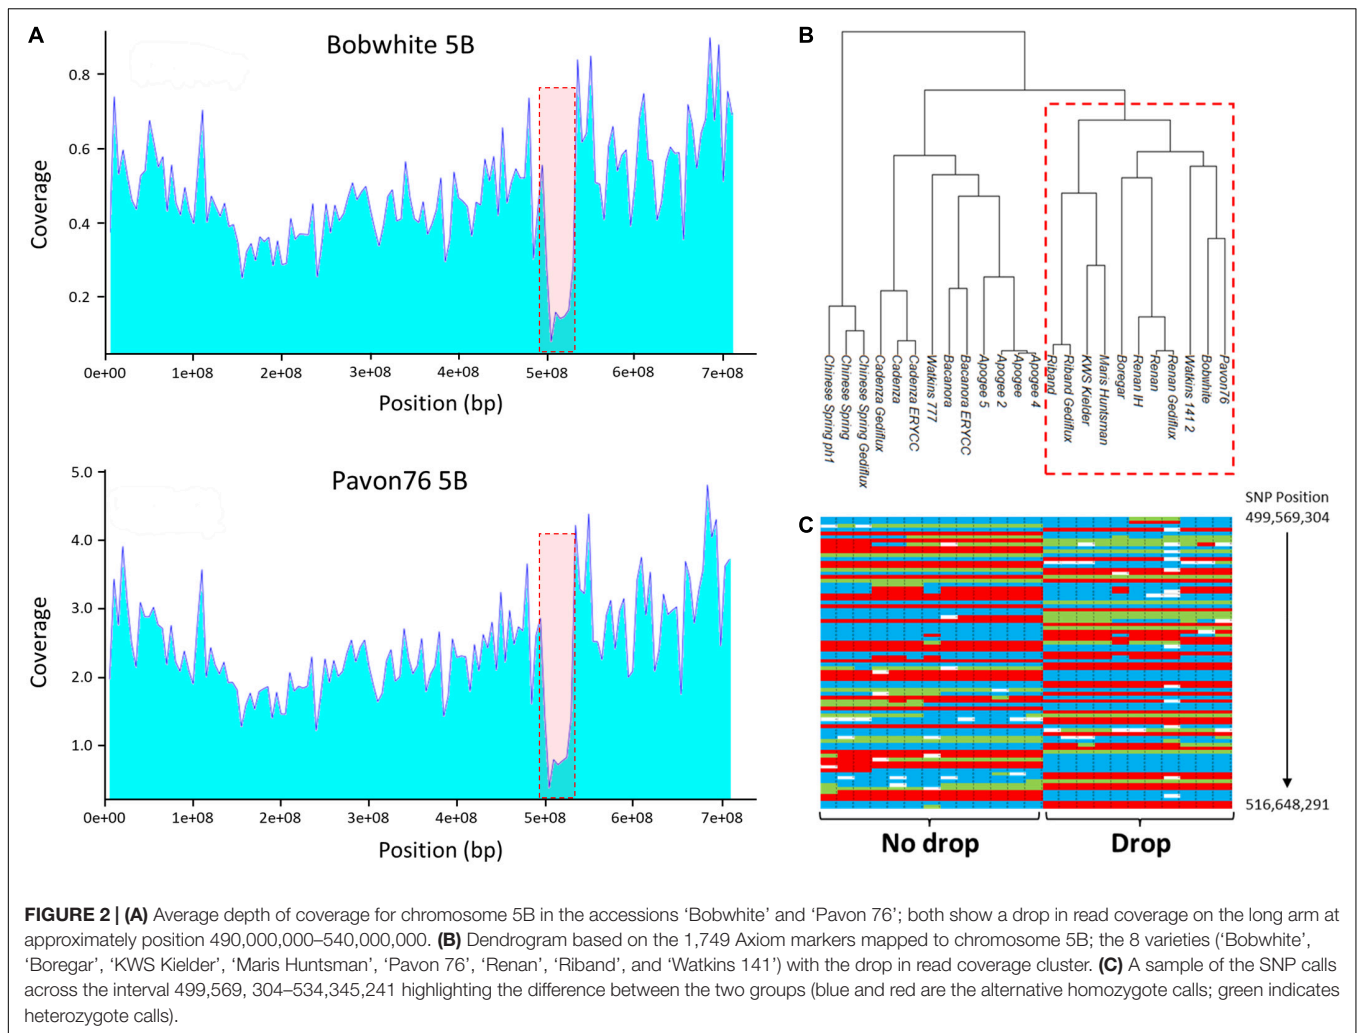 A
Bobwhite 5B
Coverage
0.8
0.6
0.4
0.2
0e+00 1e+08 2e+08 3e+08 4e+08 5e+08 6e+08 7e+08
Position (bp)
Pavon76 5B
Coverage
5.0
4.0
3.0
2.0
1.0
0e+00 1e+08 2e+08 3e+08 4e+08 5e+08 6e+08 7e+08
Position (bp)
B
Chinese Spring ph1
Chinese Spring
Chinese Spring Gediflux
Cadenza Gediflux
Cadenza
Cadenza ERYCC
Watkins 777
Bacanora
Bacanora ERYCC
Apogee 5
Apogee 2
Apogee
Apogee 4
Riband
Riband Gediflux
KWS Kielder
Maris Huntsman
Boregar
Renan IH
Renan
Renan Gediflux
Watkins 141 2
Bobwhite
Pavon76
C
SNP Position
499,569,304
516,648,291
No drop
Drop
FIGURE 2 | (A) Average depth of coverage for chromosome 5B in the accessions ‘Bobwhite’ and ‘Pavon 76’; both show a drop in read coverage on the long arm at
approximately position 490,000,000–540,000,000. (B) Dendrogram based on the 1,749 Axiom markers mapped to chromosome 5B; the 8 varieties (‘Bobwhite’,
‘Boregar’, ‘KWS Kielder’, ‘Maris Huntsman’, ‘Pavon 76’, ‘Renan’, ‘Riband’, and ‘Watkins 141’) with the drop in read coverage cluster. (C) A sample of the SNP calls
across the interval 499,569, 304–534,345,241 highlighting the difference between the two groups (blue and red are the alternative homozygote calls; green indicates
heterozygote calls).